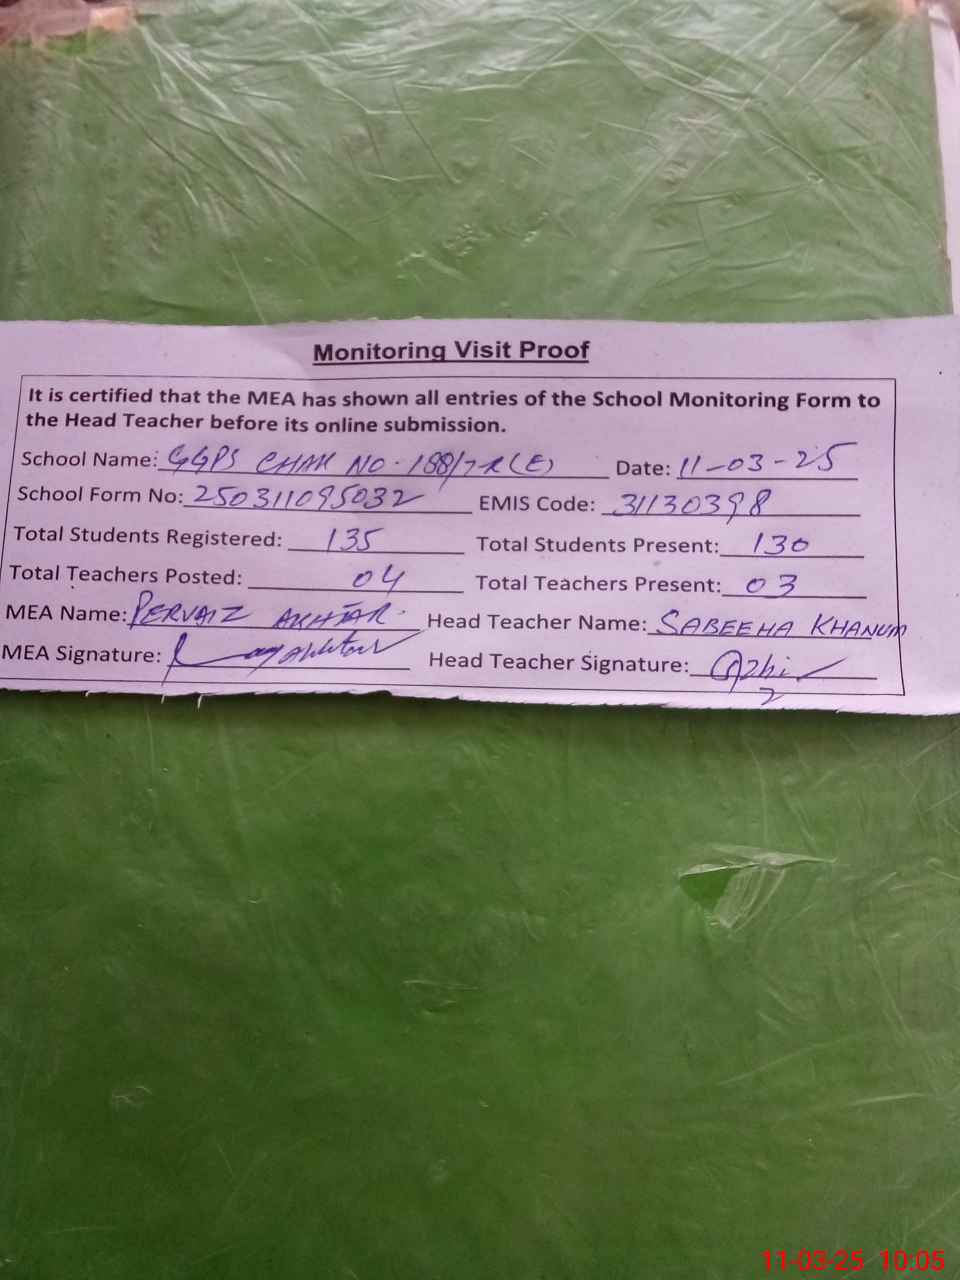 Monitoring Visit Proof
It is certified that the MEA has shown all entries of the School Monitoring Form to
the Head Teacher before its online submission.
School Name: GGPS CHAK NO. 188/7-R(E) Date: 11-03-25
School Form No: 250311095032 EMIS Code: 31130398
Total Students Registered: 135 Total Students Present: 130
Total Teachers Posted: 04 Total Teachers Present: 03
MEA Name: PERVAIZ AKHTAR. Head Teacher Name: SABEEHA KHANUM
MEA Signature: Head Teacher Signature:
11-03-25 10:05